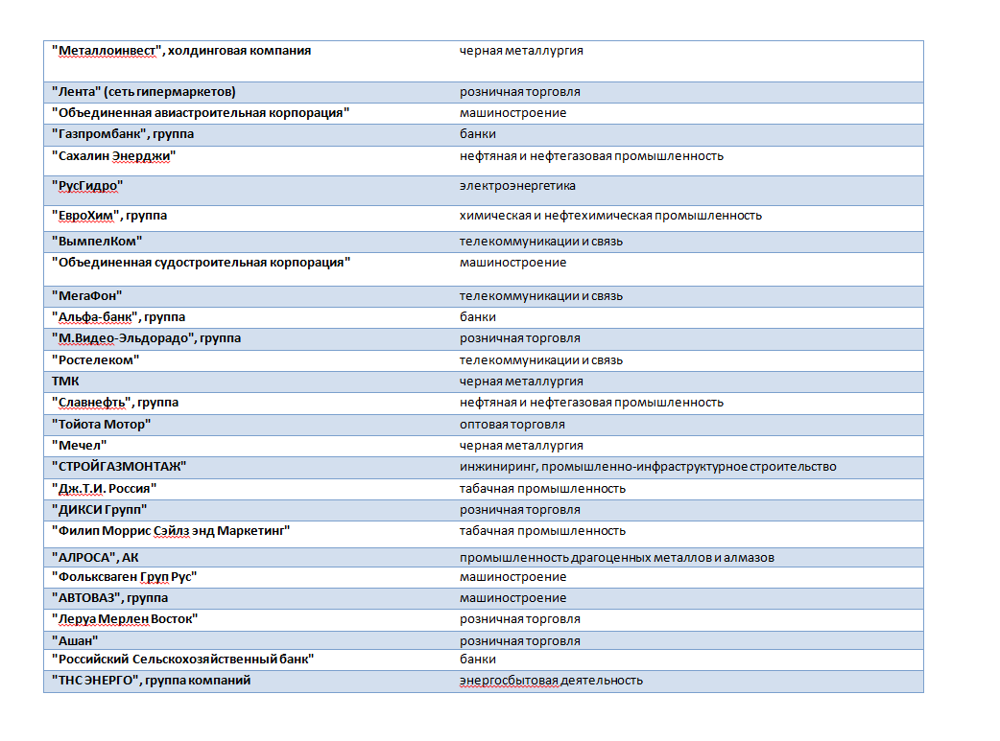 "Металлоинвест", холдинговая компания черная металлургия
"Лента" (сеть гипермаркетов) розничная торговля
"Объединенная авиастроительная корпорация" машиностроение
"Газпромбанк", группа банки
"Сахалин Энерджи" нефтяная и нефтегазовая промышленность
"РусГидро" электроэнергетика
"ЕвроХим", группа химическая и нефтехимическая промышленность
"ВымпелКом" телекоммуникации и связь
"Объединенная судостроительная корпорация" машиностроение
"МегаФон" телекоммуникации и связь
"Альфа-банк", группа банки
"М.Видео-Эльдорадо", группа розничная торговля
"Ростелеком" телекоммуникации и связь
ТМК черная металлургия
"Славнефть", группа нефтяная и нефтегазовая промышленность
"Тойота Мотор" оптовая торговля
"Мечел" черная металлургия
"СТРОЙГАЗМОНТАЖ" инжиниринг, промышленно-инфраструктурное строительство
"Дж.Т.И. Россия" табачная промышленность
"ДИКСИ Групп" розничная торговля
"Филип Моррис Сэйлз энд Маркетинг" табачная промышленность
"АЛРОСА", АК промышленность драгоценных металлов и алмазов
"Фольксваген Груп Рус" машиностроение
"АВТОВАЗ", группа машиностроение
"Леруа Мерлен Восток" розничная торговля
"Ашан" розничная торговля
"Российский Сельскохозяйственный банк" банки
"ТНС ЭНЕРГО", группа компаний энергосбытовая деятельность